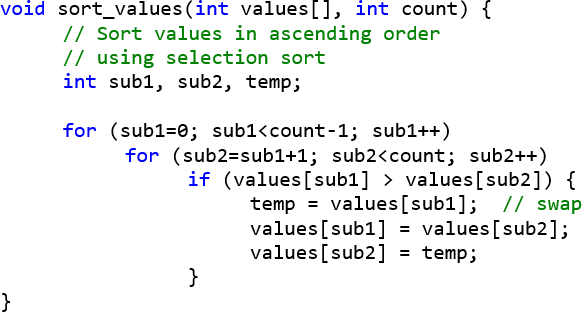 void sort_values(int values[], int count) {
// Sort values in ascending order
// using selection sort
int sub1, sub2, temp;
for (sub1=0; sub1<count-1; sub1++)
for (sub2=sub1+1; sub2<count; sub2++)
if (values[sub1] > values[sub2]) {
temp = values[sub1];  // swap
values[sub1] = values[sub2];
values[sub2] = temp;
}
}